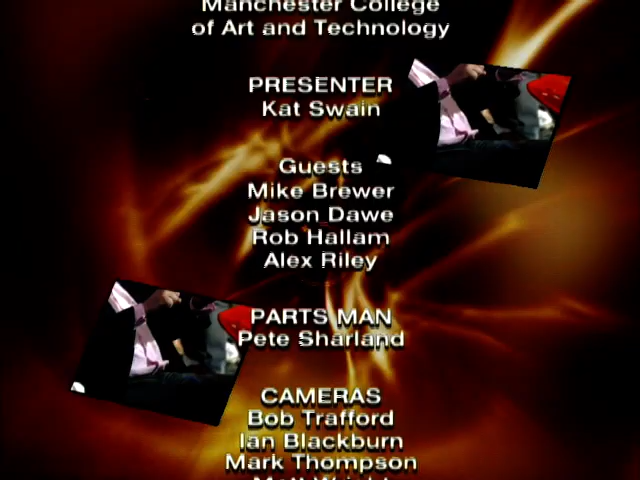 Manchester College
of Art and Technology
PRESENTER
Kat Swain
Guests
Mike Brewer
Jason Dawe
Rob Hallam
Alex Riley
PARTS MAN
Pete Sharland
CAMERAS
Bob Trafford
Ian Blackburn
Mark Thompson